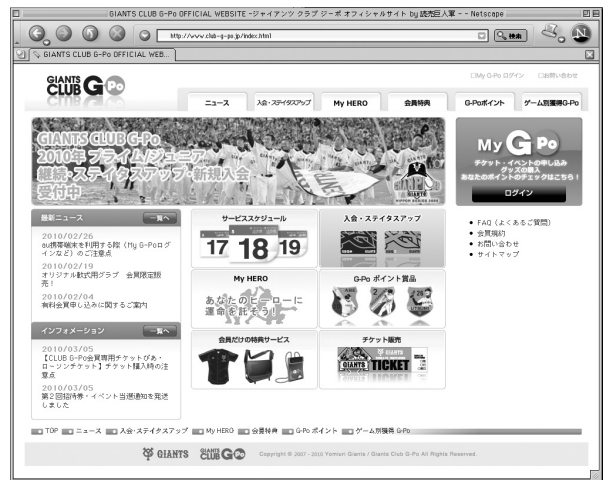 GIANTS CLUB G-Po OFFICIAL WEBSITE -ジャイアンツ クラブ ジーポ オフィシャルサイト by 読売巨人軍 - - Netscape
http://www.club-g-po.jp/index.html
検索
GIANTS CLUB G-Po OFFICIAL WEB...
GIANTS CLUB G Po
My G-Po ログイン お問い合わせ
ニュース 入会・ステイタスアップ My HERO 会員特典 G-Poポイント ゲーム別獲得G-Po
GIANTS CLUB G-Po
2010年 プライム/ジュニア
継続・ステイタスアップ・新規入会
受付中
My G Po
チケット・イベントの申し込み
グッズの購入
あなたのポイントのチェックはこちら!
ログイン
最新ニュース 一覧へ
2010/02/26
au携帯端末を利用する際(My G-Poログインなど)のご注意点
2010/02/19
オリジナル軟式用グラブ 会員限定販売!
2010/02/04
有料会員申し込みに関するご案内
インフォメーション 一覧へ
2010/03/05
【CLUB G-Po会員専用チケットぴあ・ローソンチケット】チケット購入時の注意点
2010/03/05
第2回招待券・イベント当選通知を発送しました
サービススケジュール
17 18 19
入会・ステイタスアップ
My HERO
あなたのヒーローに
運命を託そう!
G-Po ポイント賞品
会員だけの特典サービス
チケット販売
GIANTS
GIANTS TICKET
FAQ(よくあるご質問)
会員規約
お問い合わせ
サイトマップ
TOP ニュース 入会・ステイタスアップ My HERO 会員特典 G-Po ポイント ゲーム別獲得 G-Po
GIANTS GIANTS CLUB G Po Copyright © 2007 - 2010 Yomiuri Giants / Giants Club G-Po All Rights Reserved.